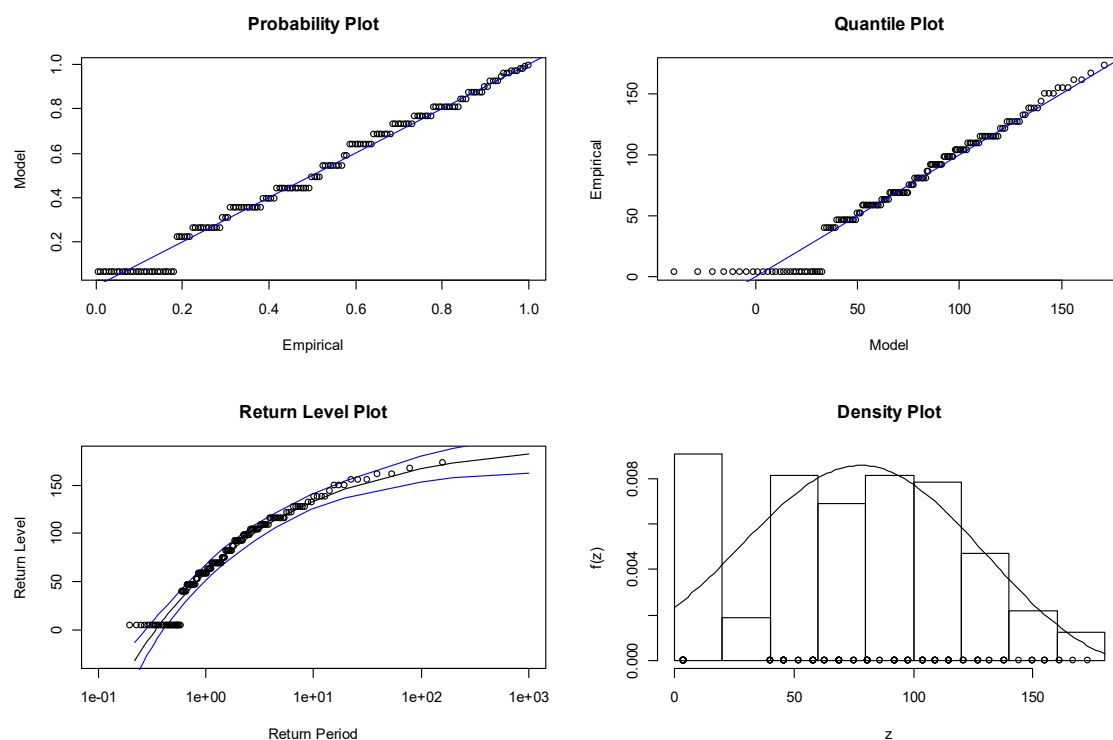 Probability Plot
Model
0.2 0.4 0.6 0.8 1.0
0.0 0.2 0.4 0.6 0.8 1.0
Empirical
Quantile Plot
Empirical
0 50 100 150
0 50 100 150
Model
Return Level Plot
Return Level
0 50 100 150
1e-01 1e+00 1e+01 1e+02 1e+03
Return Period
Density Plot
f(z)
0.000 0.004 0.008
0 50 100 150
z